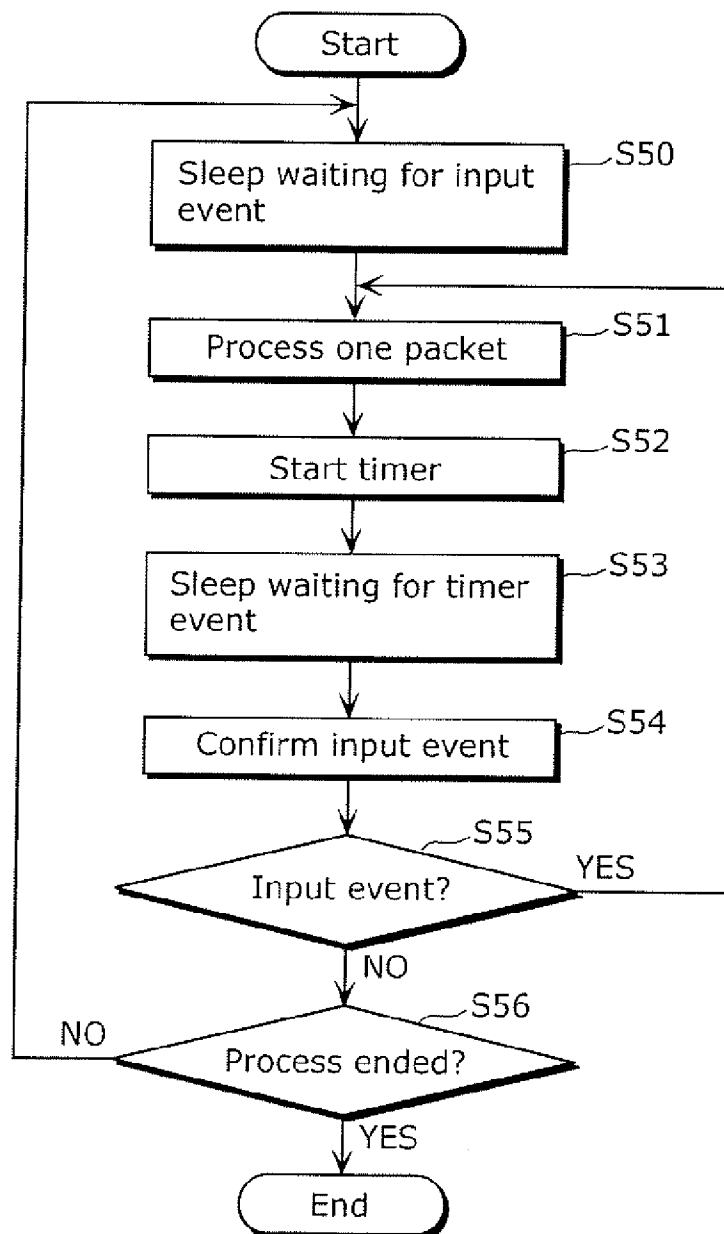 Start
S50
Sleep waiting for input
event
S51
Process one packet
S52
Start timer
S53
Sleep waiting for timer
event
S54
Confirm input event
S55
YES
Input event?
NO
S56
NO
Process ended?
YES
End